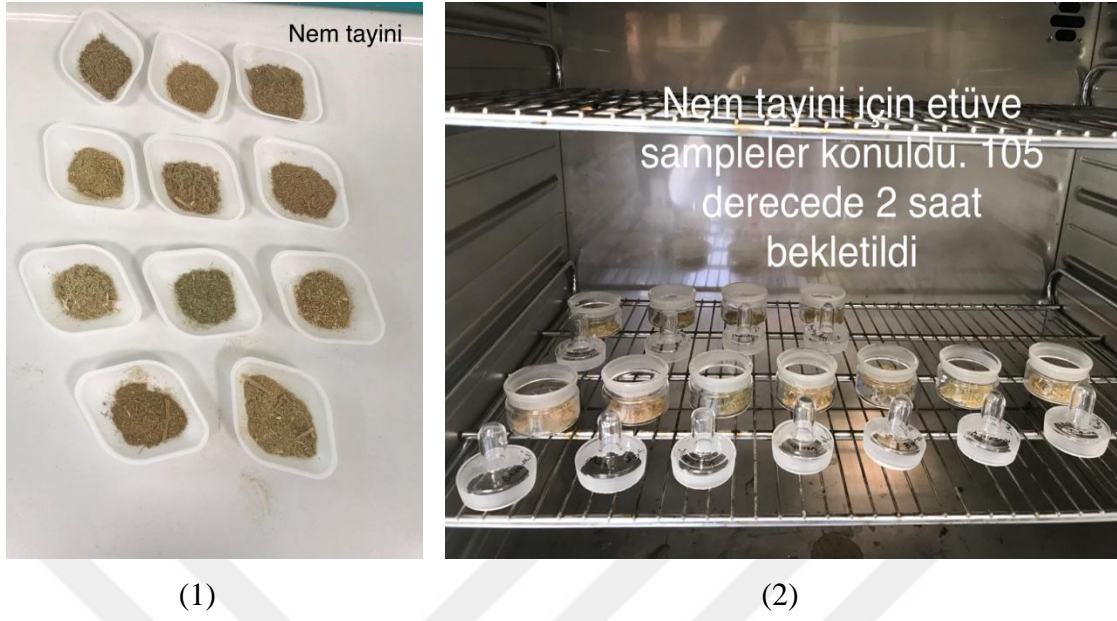 Nem tayini
Nem tayini için etüve
sampleler konuldu. 105
derecede 2 saat
bekletildi
(1)
(2)